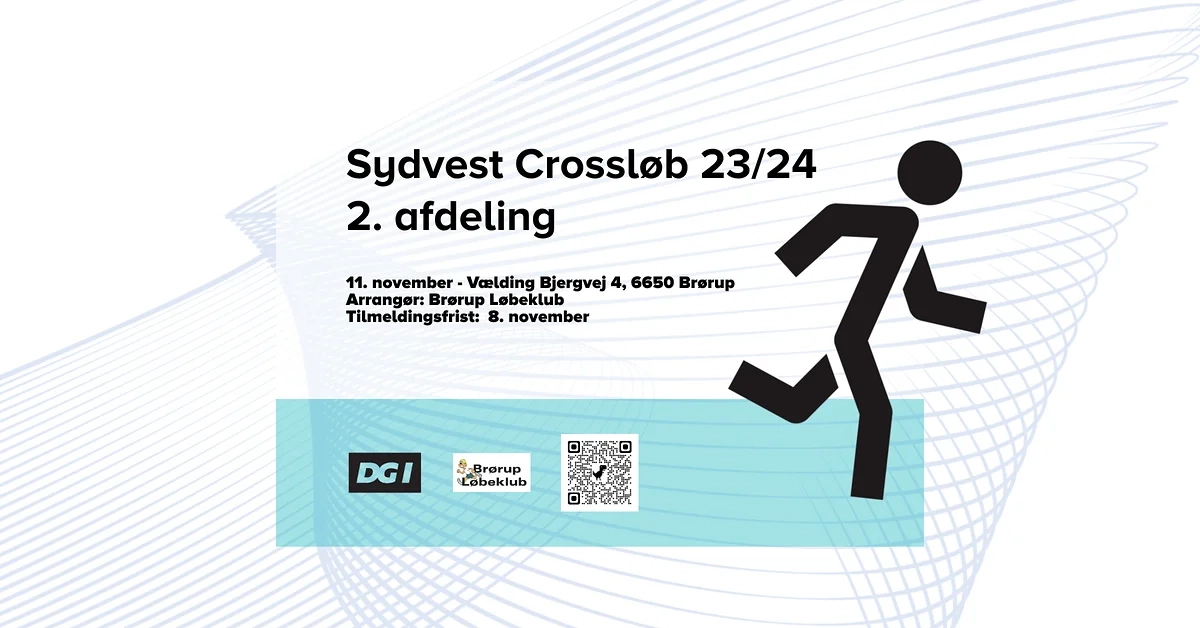 Sydvest Crossløb 23/24
2. afdeling
11. november - Vælding Bjergvej 4, 6650 Brørup
Arrangør: Brørup Løbeklub
Tilmeldingsfrist:  8. november
DGI
Brørup
Løbeklub